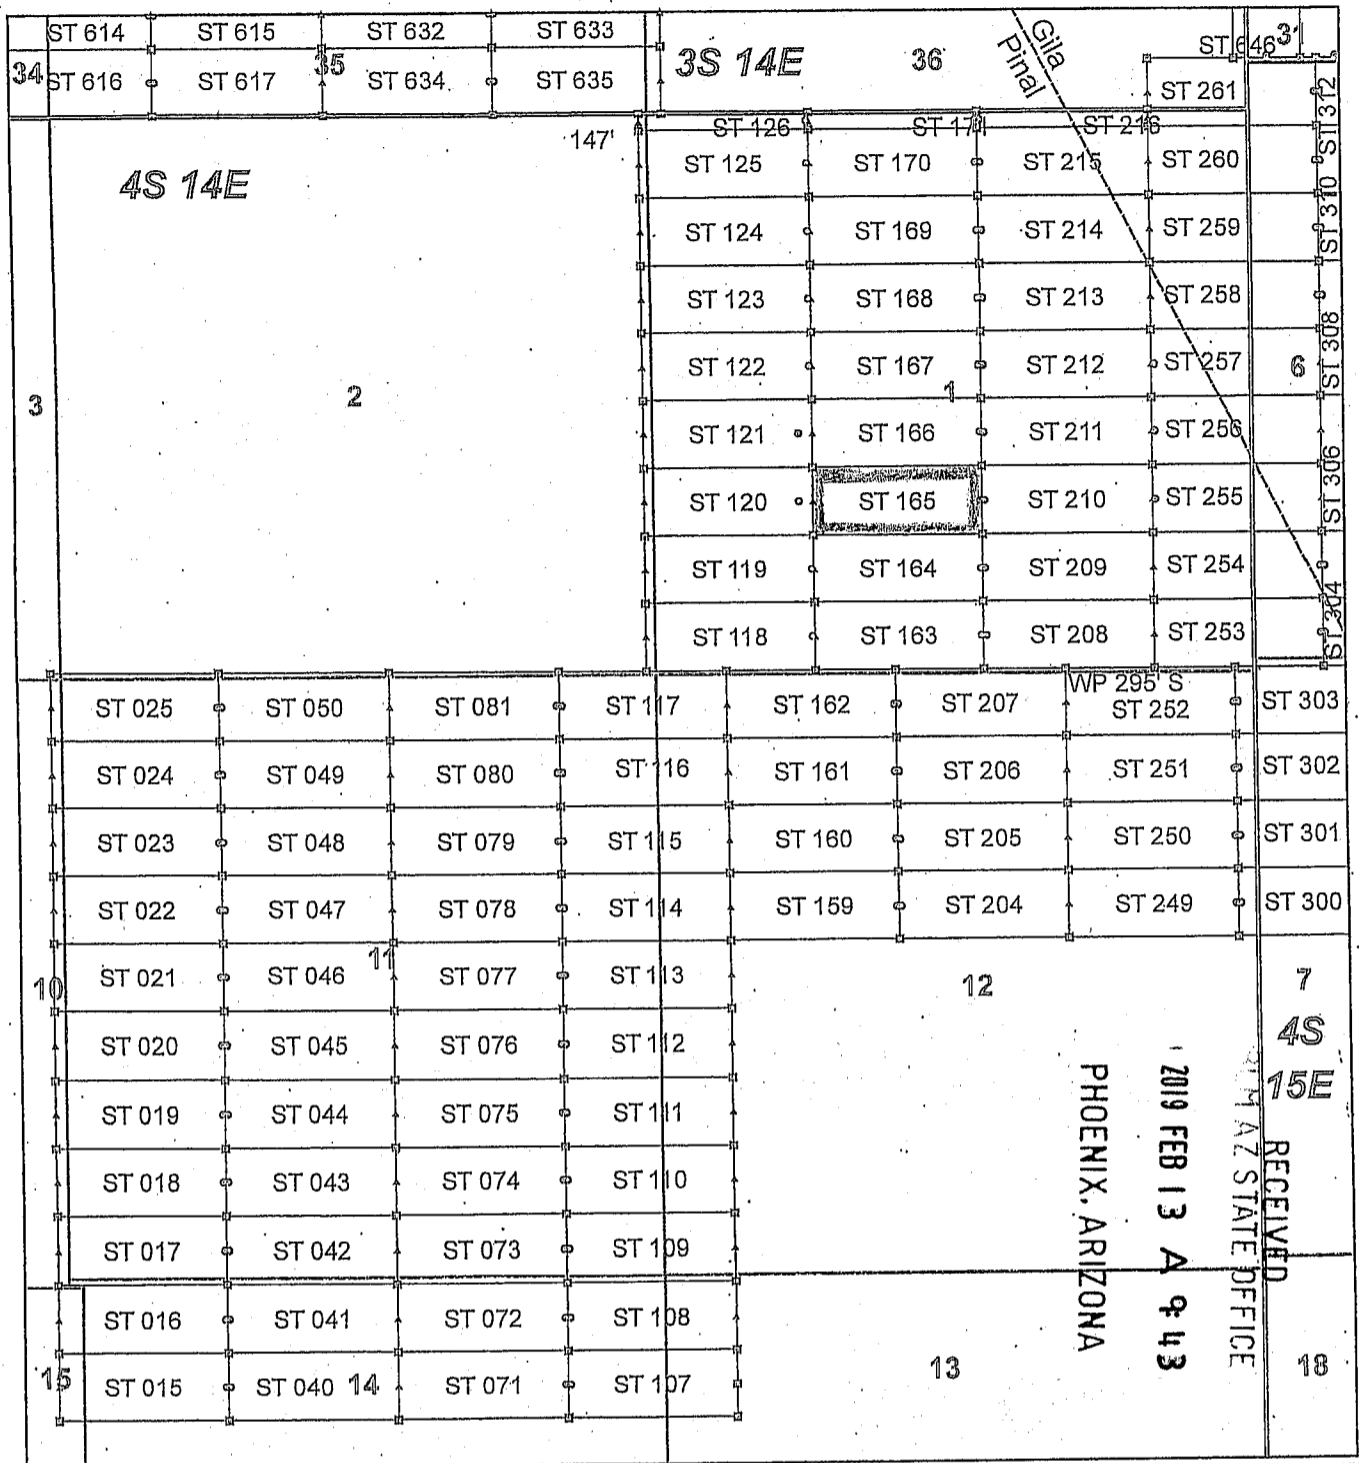 ST 614 ST 615 ST 632 ST 633
34 ST 616 ST 617 35 ST 634 ST 635 3S 14E 36 Gila Pinal ST 646 31
ST 261
ST 312
147' ST 126 ST 171 ST 216
4S 14E ST 125 ST 170 ST 215 ST 260
ST 310
ST 124 ST 169 ST 214 ST 259
ST 123 ST 168 ST 213 ST 258
ST 308
ST 122 ST 167 ST 212 ST 257 6
3 2 1
ST 121 ST 166 ST 211 ST 256
ST 306
ST 120 ST 165 ST 210 ST 255
ST 119 ST 164 ST 209 ST 254
ST 304
ST 118 ST 163 ST 208 ST 253
WP 295' S
ST 025 ST 050 ST 081 ST 117 ST 162 ST 207 ST 252 ST 303
ST 024 ST 049 ST 080 ST 116 ST 161 ST 206 ST 251 ST 302
ST 023 ST 048 ST 079 ST 115 ST 160 ST 205 ST 250 ST 301
ST 022 ST 047 ST 078 ST 114 ST 159 ST 204 ST 249 ST 300
10 ST 021 ST 046 11 ST 077 ST 113 12 7
ST 020 ST 045 ST 076 ST 112 4S
15E
ST 019 ST 044 ST 075 ST 111
ST 018 ST 043 ST 074 ST 110
ST 017 ST 042 ST 073 ST 109
ST 016 ST 041 ST 072 ST 108
15 ST 015 ST 040 14 ST 071 ST 107 13 18
RECEIVED
AZ STATE OFFICE
2019 FEB 13 A 9:43
PHOENIX, ARIZONA